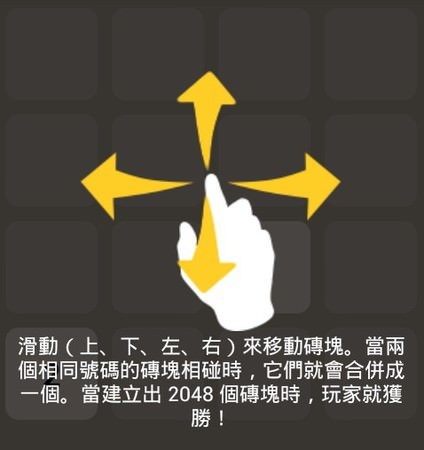 滑動（上、下、左、右）來移動磚塊。當兩
個相同號碼的磚塊相碰時，它們就會合併成
一個。當建立出 2048 個磚塊時，玩家就獲
勝！
2